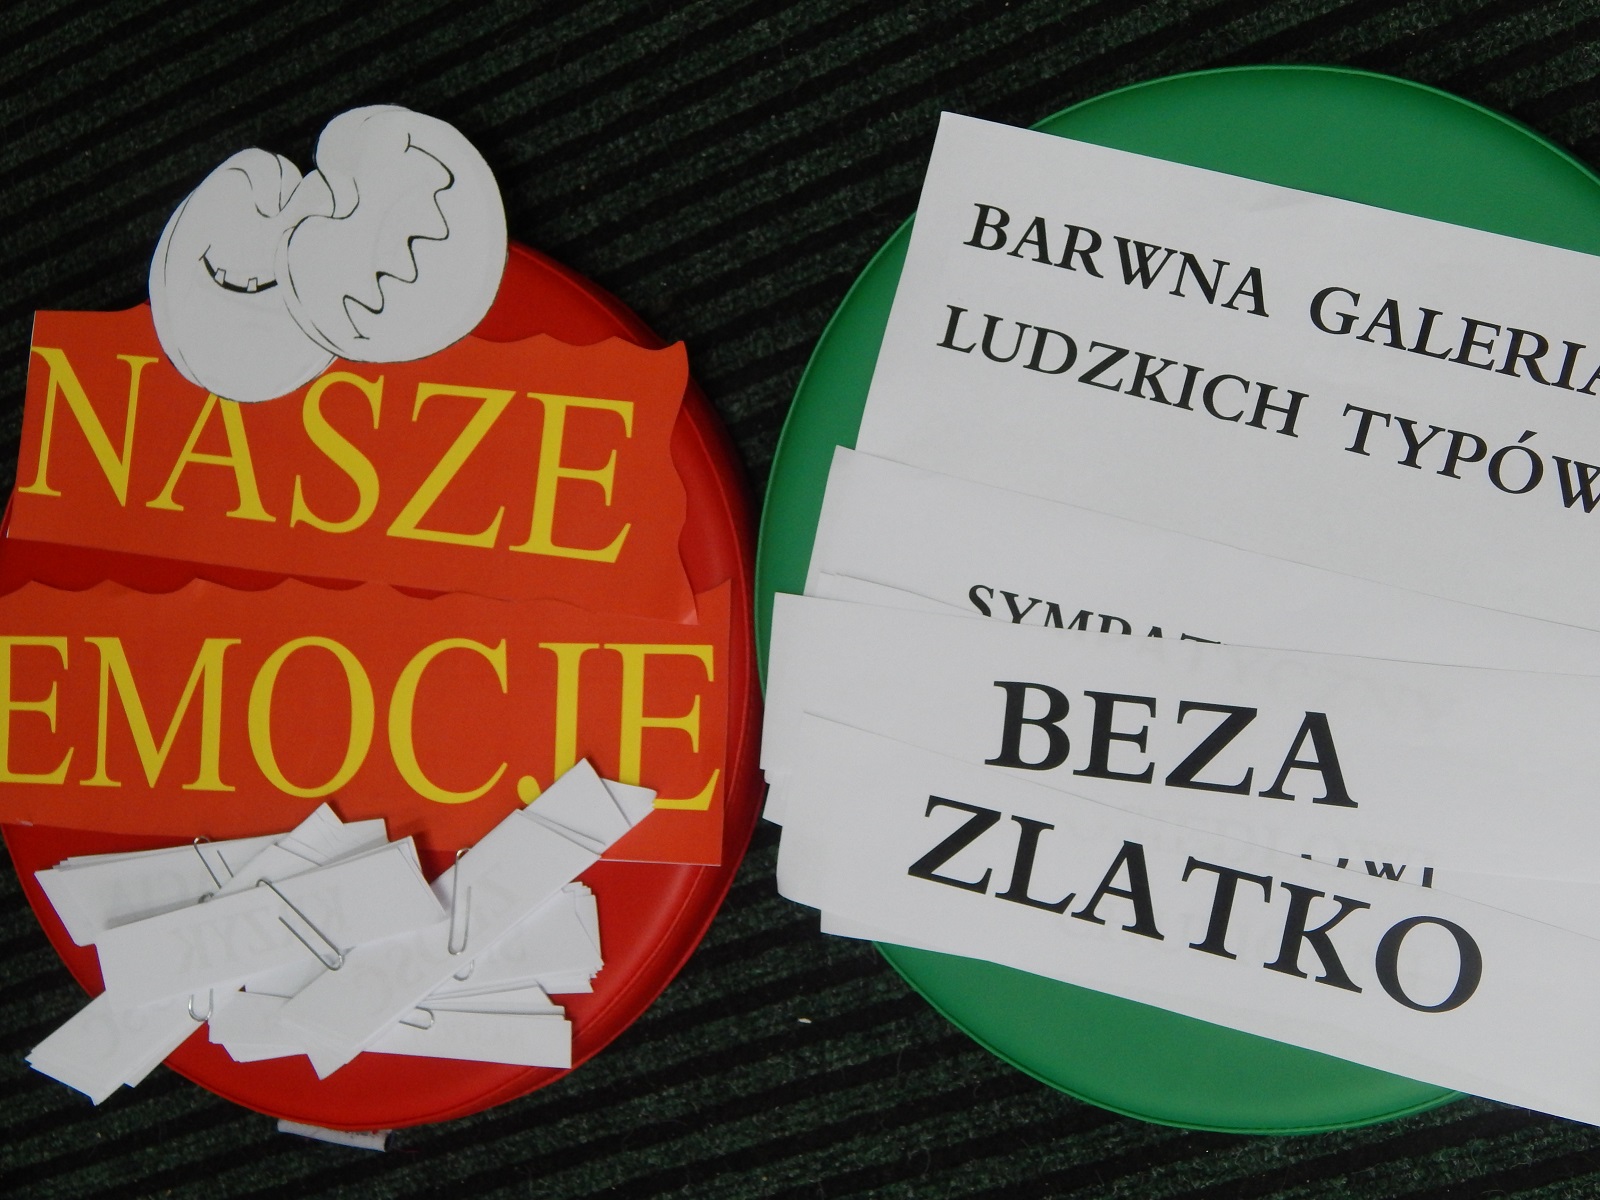 NASZE
EMOCJE
BARWNA GALERIA
LUDZKICH TYPÓW
BEZA
ZLATKO